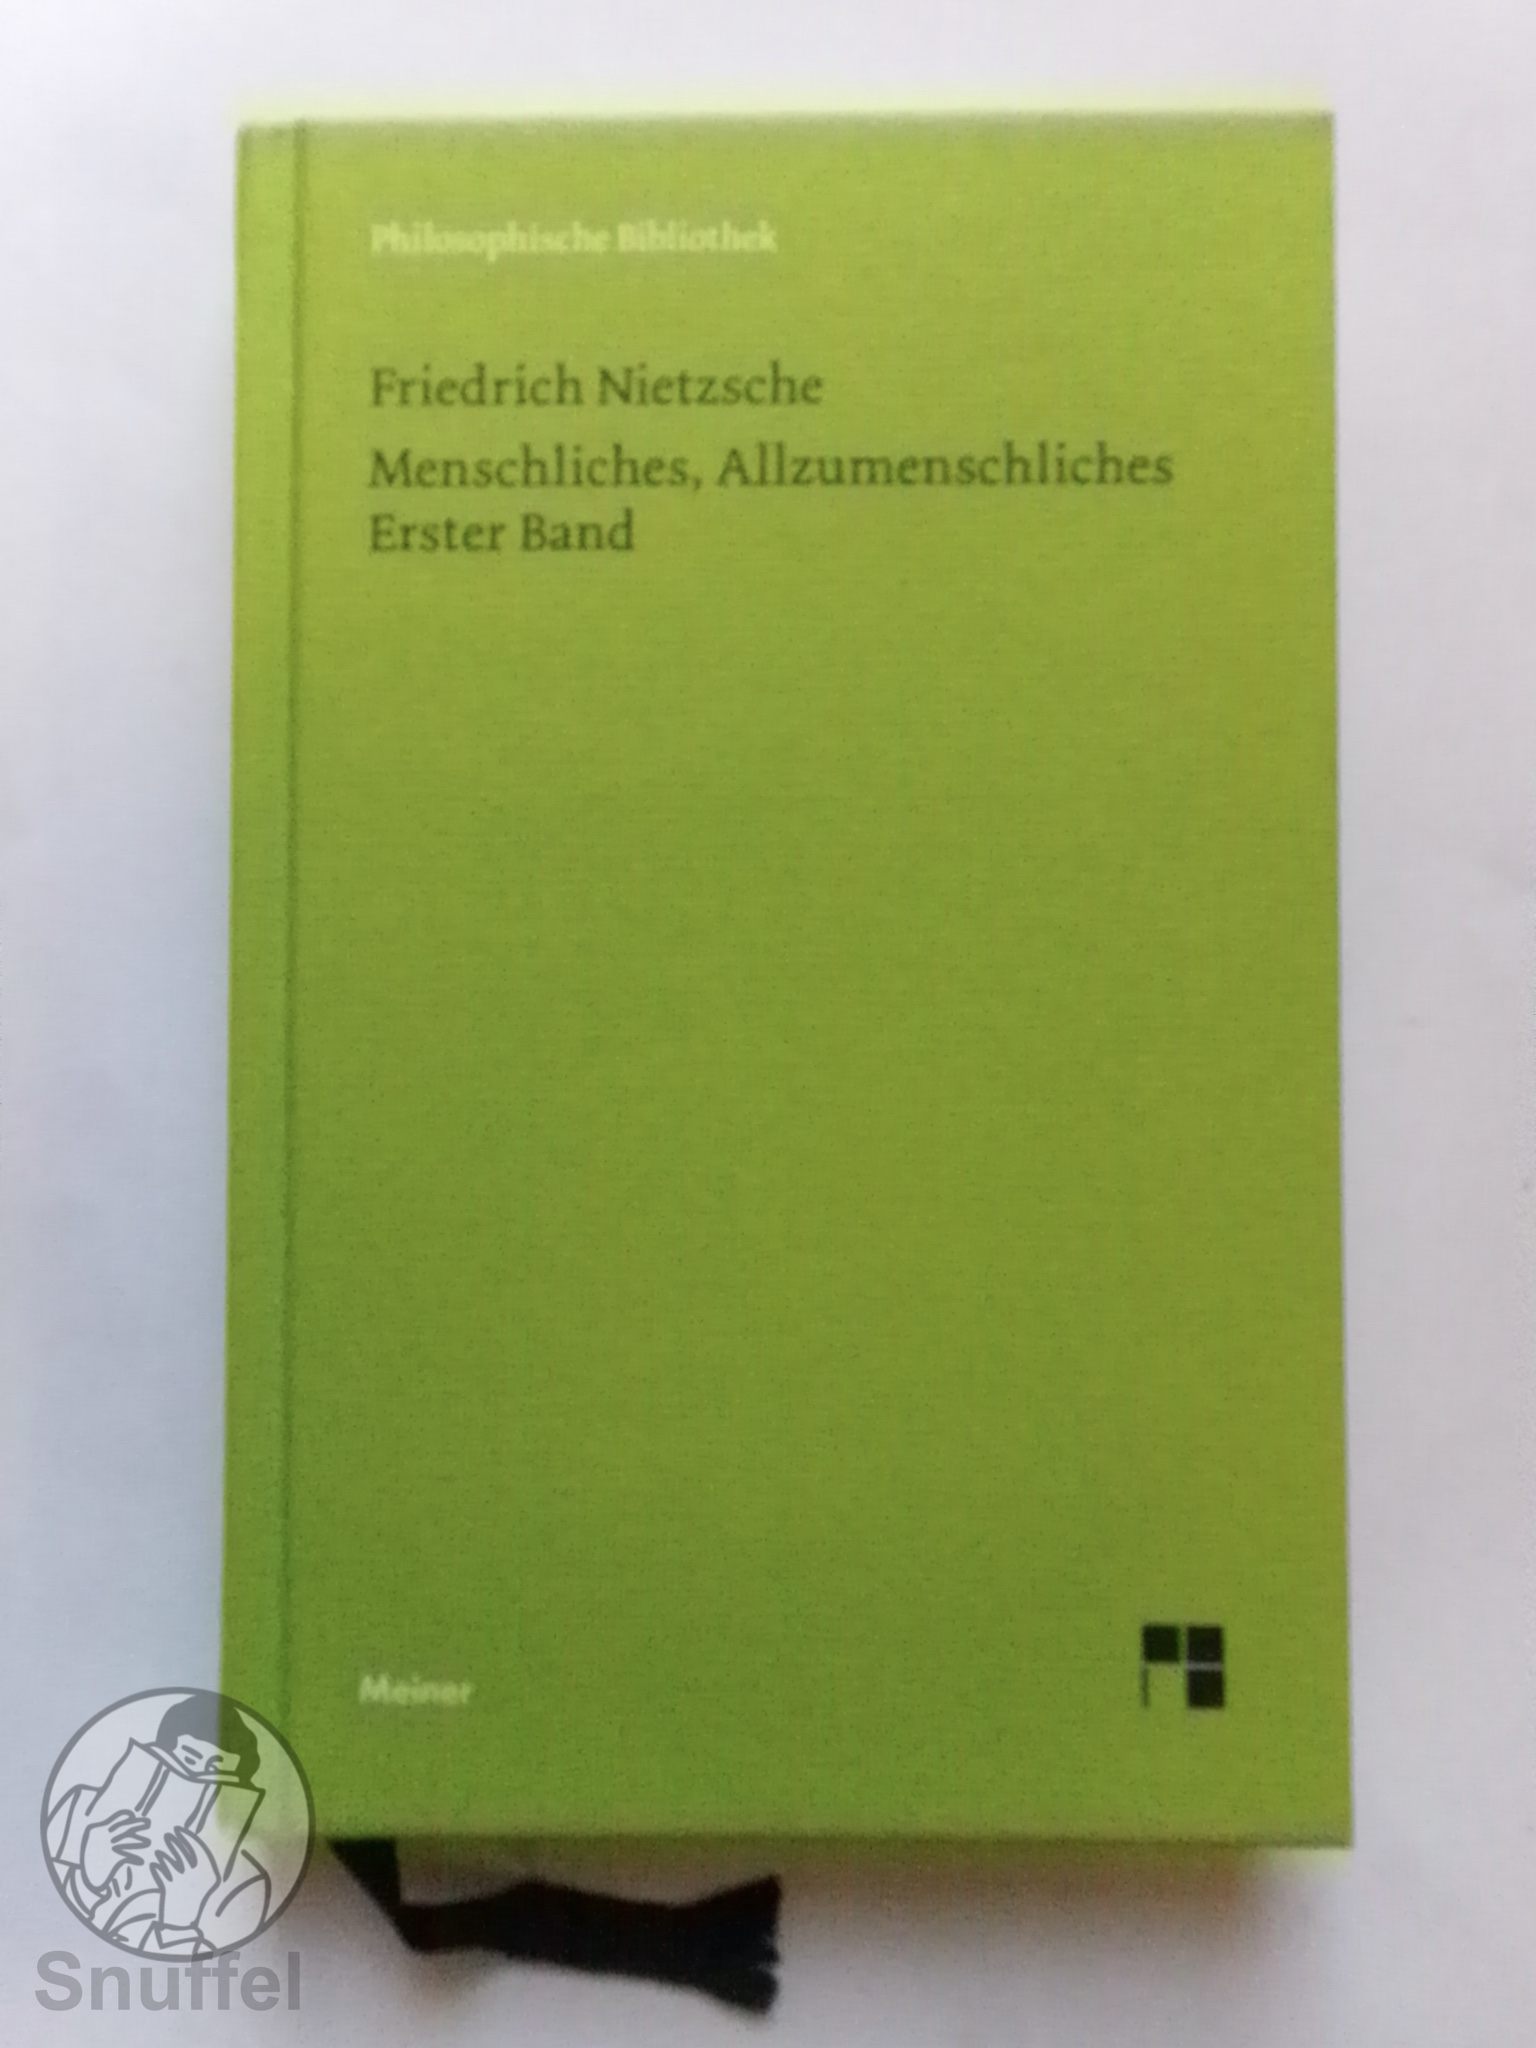 Philosophische Bibliothek
Friedrich Nietzsche
Menschliches, Allzumenschliches
Erster Band
Meiner
Snuffel